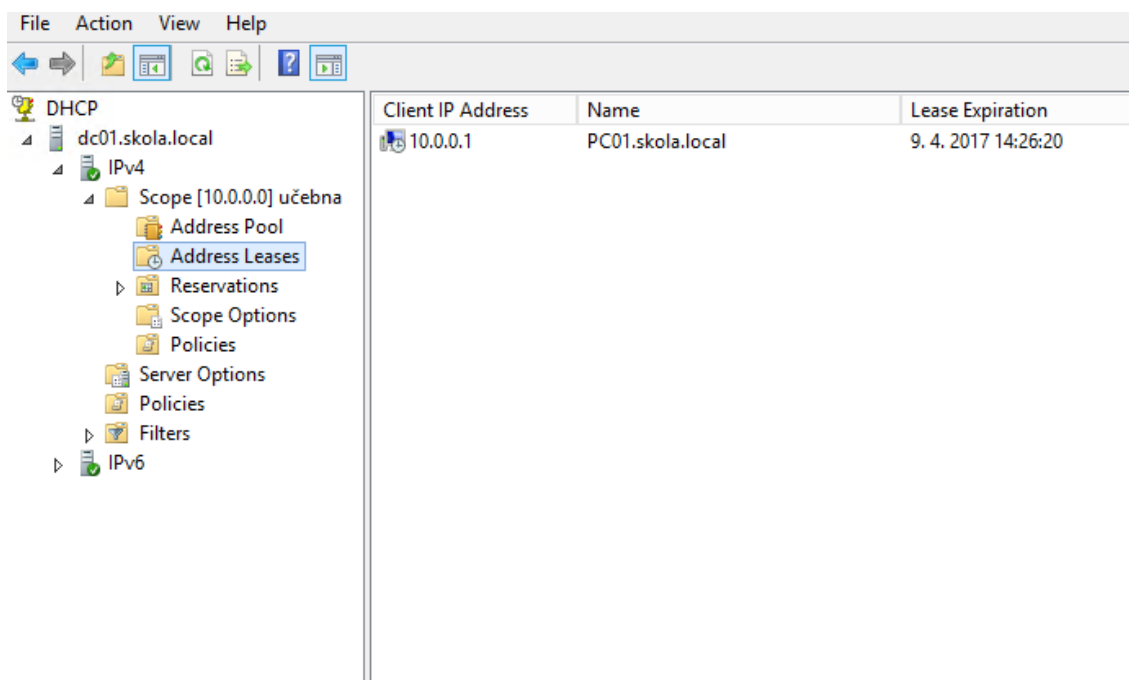 File Action View Help
DHCP
dc01.skola.local
IPv4
Scope [10.0.0.0] učebna
Address Pool
Address Leases
Reservations
Scope Options
Policies
Server Options
Policies
Filters
IPv6
Client IP Address Name Lease Expiration
10.0.0.1 PC01.skola.local 9. 4. 2017 14:26:20